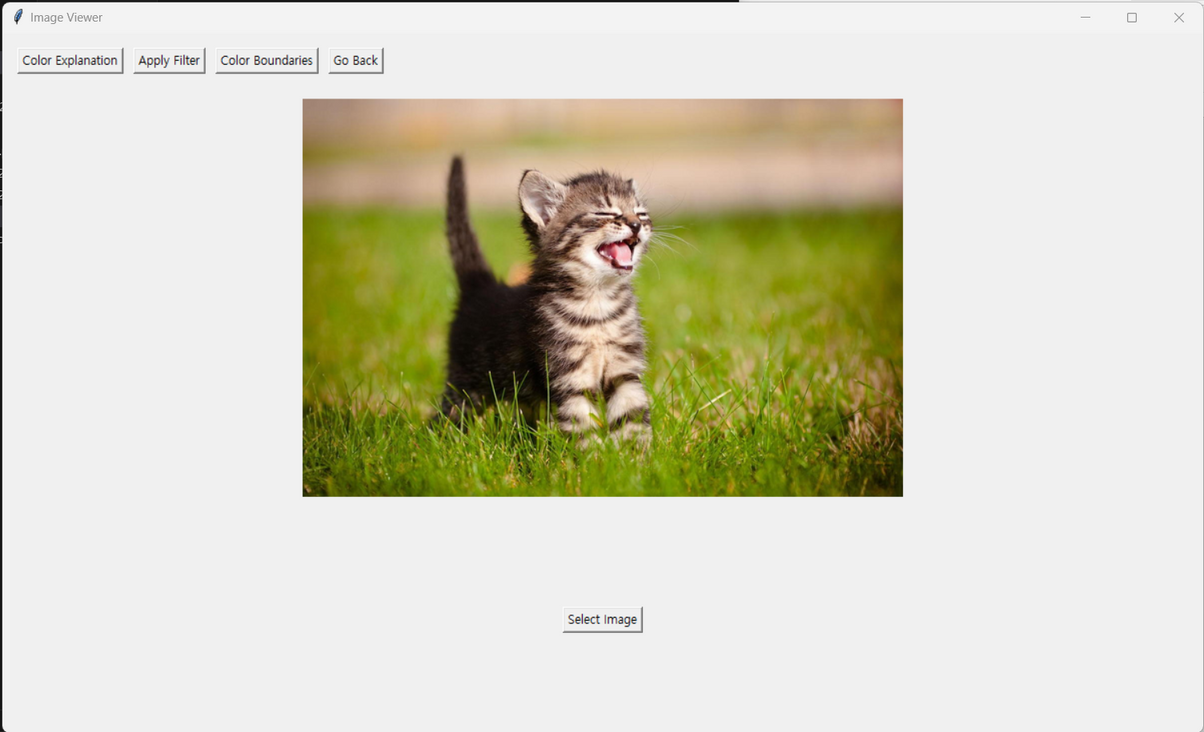 Image Viewer
Color Explanation Apply Filter Color Boundaries Go Back
Select Image